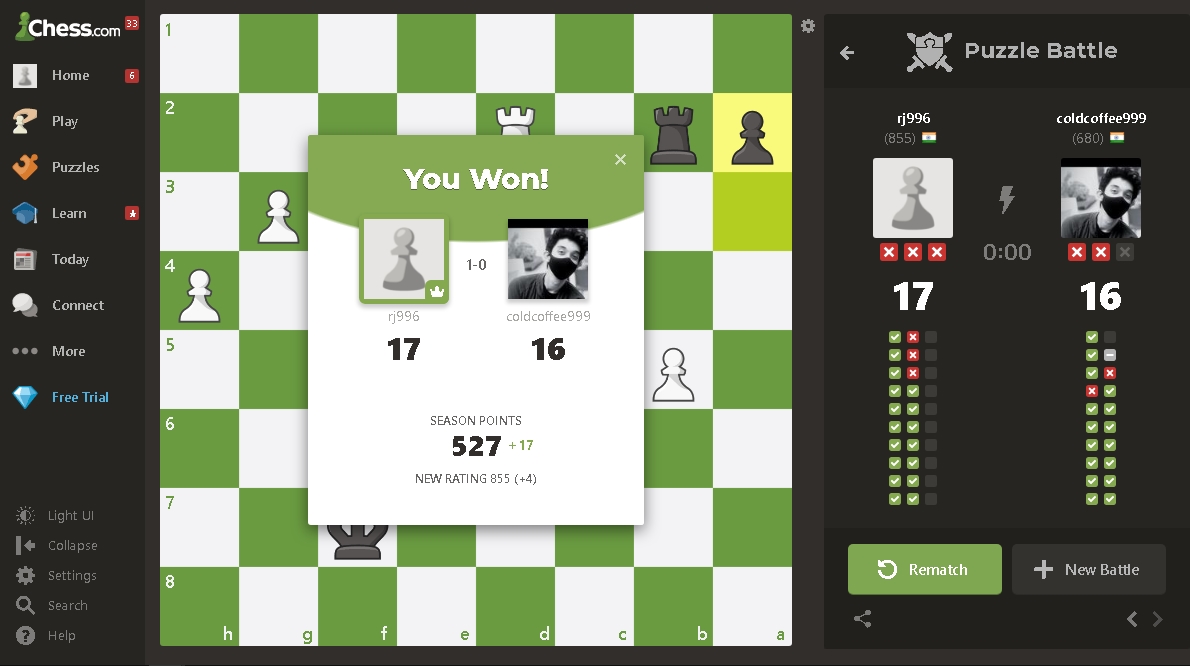 Chess.com 33
Home 6
Play
Puzzles
Learn
Today
Connect
More
Free Trial
Light UI
Collapse
Settings
Search
Help
1
2
3
4
5
6
7
8
h g f e d c b a
You Won!
1-0
rj996 coldcoffee999
17 16
SEASON POINTS
527 +17
NEW RATING 855 (+4)
Puzzle Battle
rj996 coldcoffee999
(855) (680)
0:00
17 16
Rematch New Battle